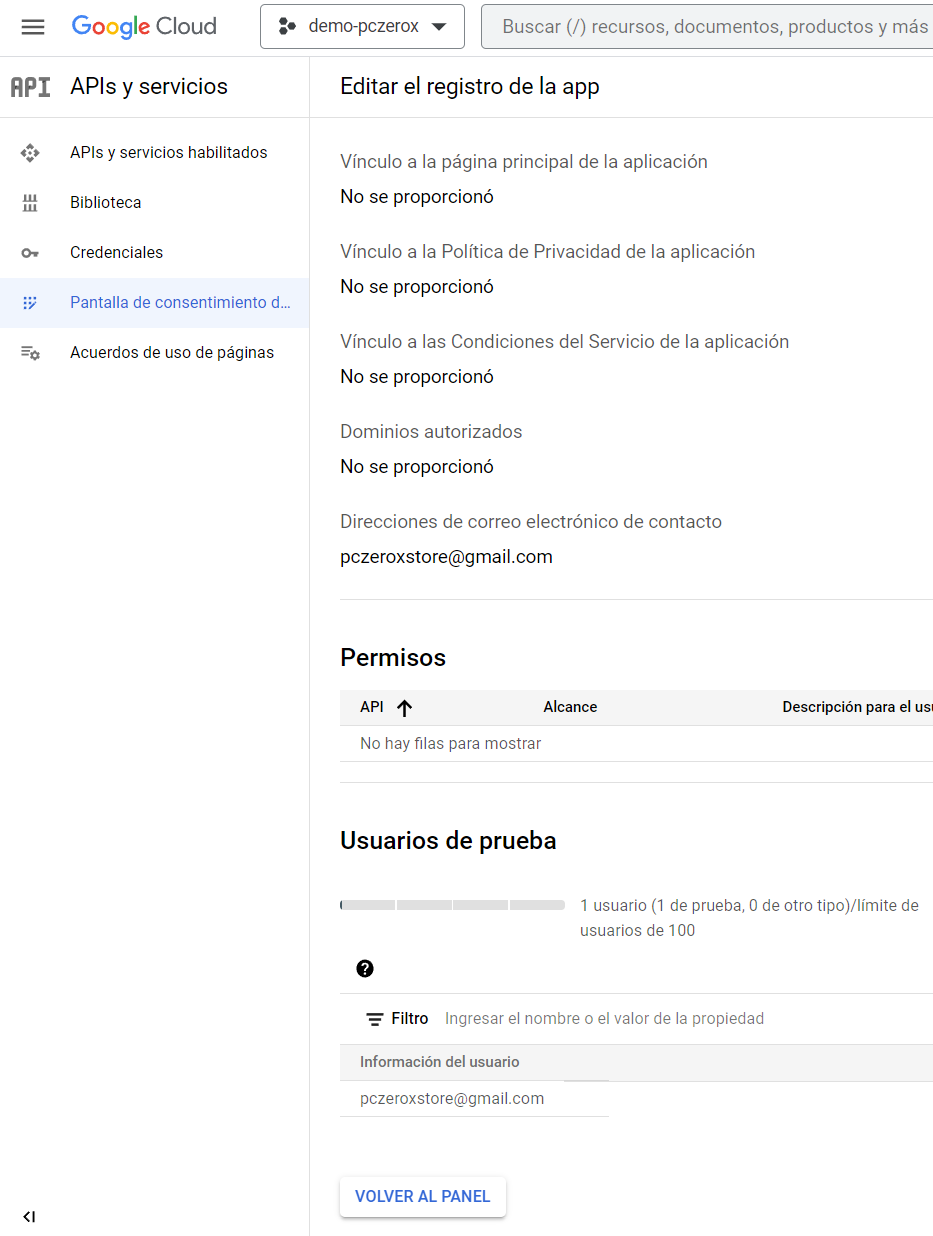 Google Cloud
demo-pczerox
Buscar (/) recursos, documentos, productos y más
API
APIs y servicios
Editar el registro de la app
APIs y servicios habilitados
Biblioteca
Credenciales
Pantalla de consentimiento d...
Acuerdos de uso de páginas
Vínculo a la página principal de la aplicación
No se proporcionó
Vínculo a la Política de Privacidad de la aplicación
No se proporcionó
Vínculo a las Condiciones del Servicio de la aplicación
No se proporcionó
Dominios autorizados
No se proporcionó
Direcciones de correo electrónico de contacto
pczeroxstore@gmail.com
Permisos
API Alcance Descripción para el usu
No hay filas para mostrar
Usuarios de prueba
1 usuario (1 de prueba, 0 de otro tipo)/límite de
usuarios de 100
?
Filtro Ingresar el nombre o el valor de la propiedad
Información del usuario
pczeroxstore@gmail.com
VOLVER AL PANEL